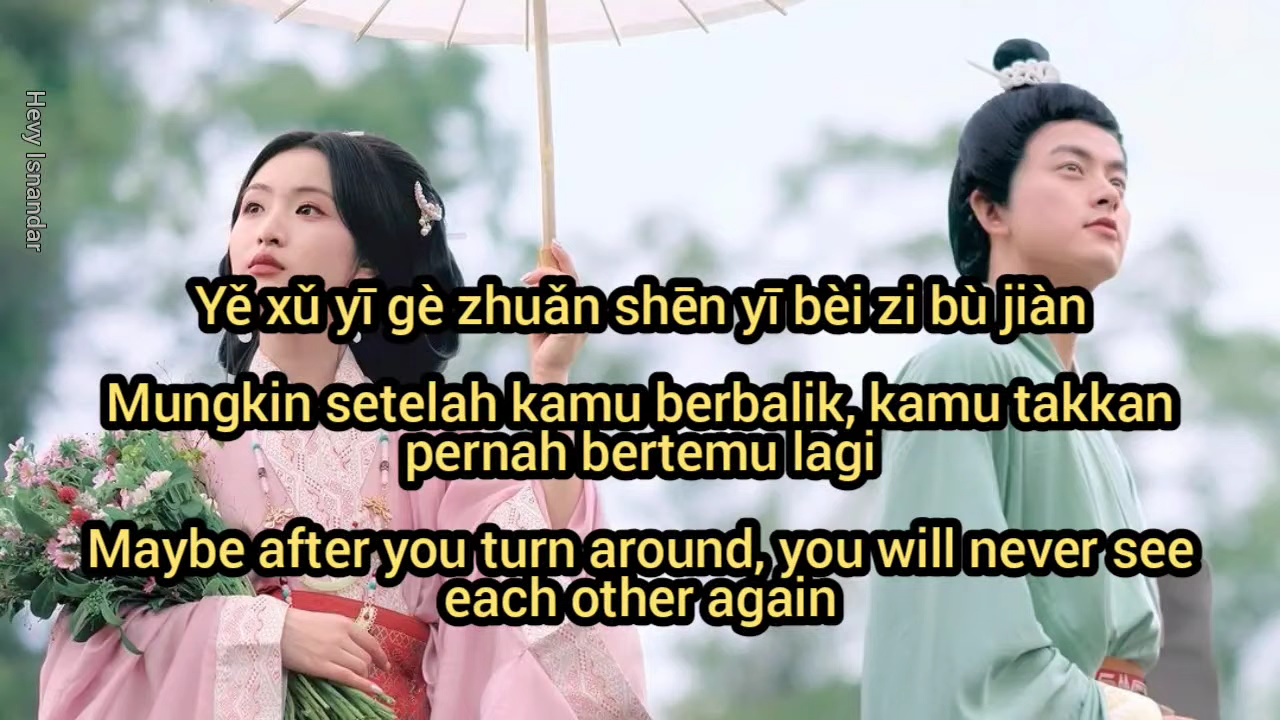 Hevy Isnandar
Yě xǔ yī gè zhuǎn shēn yī bèi zi bù jiàn
Mungkin setelah kamu berbalik, kamu takkan
pernah bertemu lagi
Maybe after you turn around, you will never see
each other again